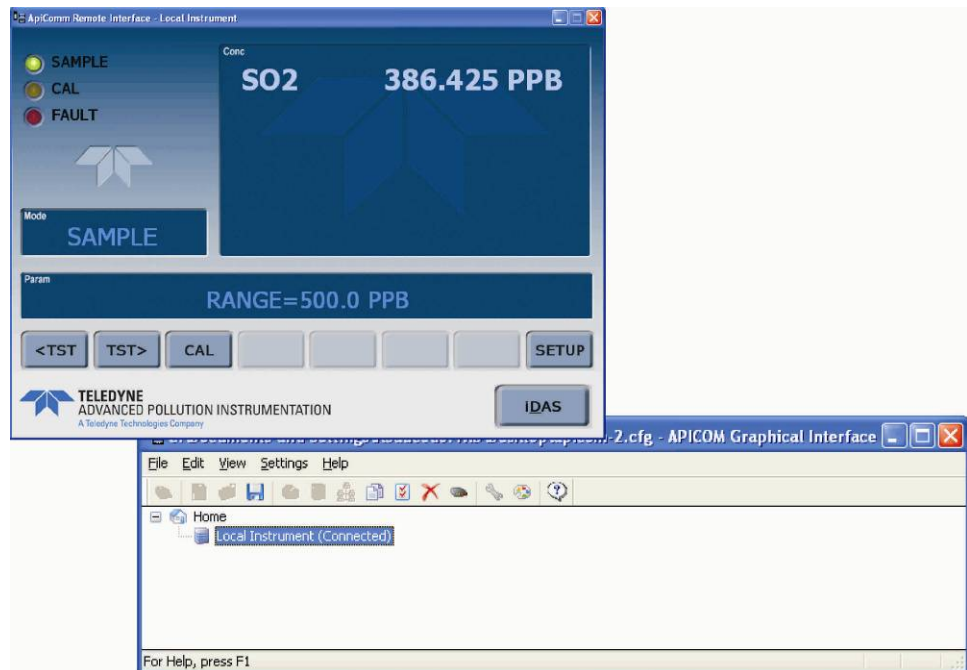 ApiComm Remote Interface - Local Instrument
SAMPLE
CAL
FAULT
Conc
SO2 386.425 PPB
Mode
SAMPLE
Param
RANGE=500.0 PPB
<TST TST> CAL SETUP
TELEDYNE
ADVANCED POLLUTION INSTRUMENTATION
A Teledyne Technologies Company
iDAS
-2.cfg - APICOM Graphical Interface
File Edit View Settings Help
Home
Local Instrument (Connected)
For Help, press F1